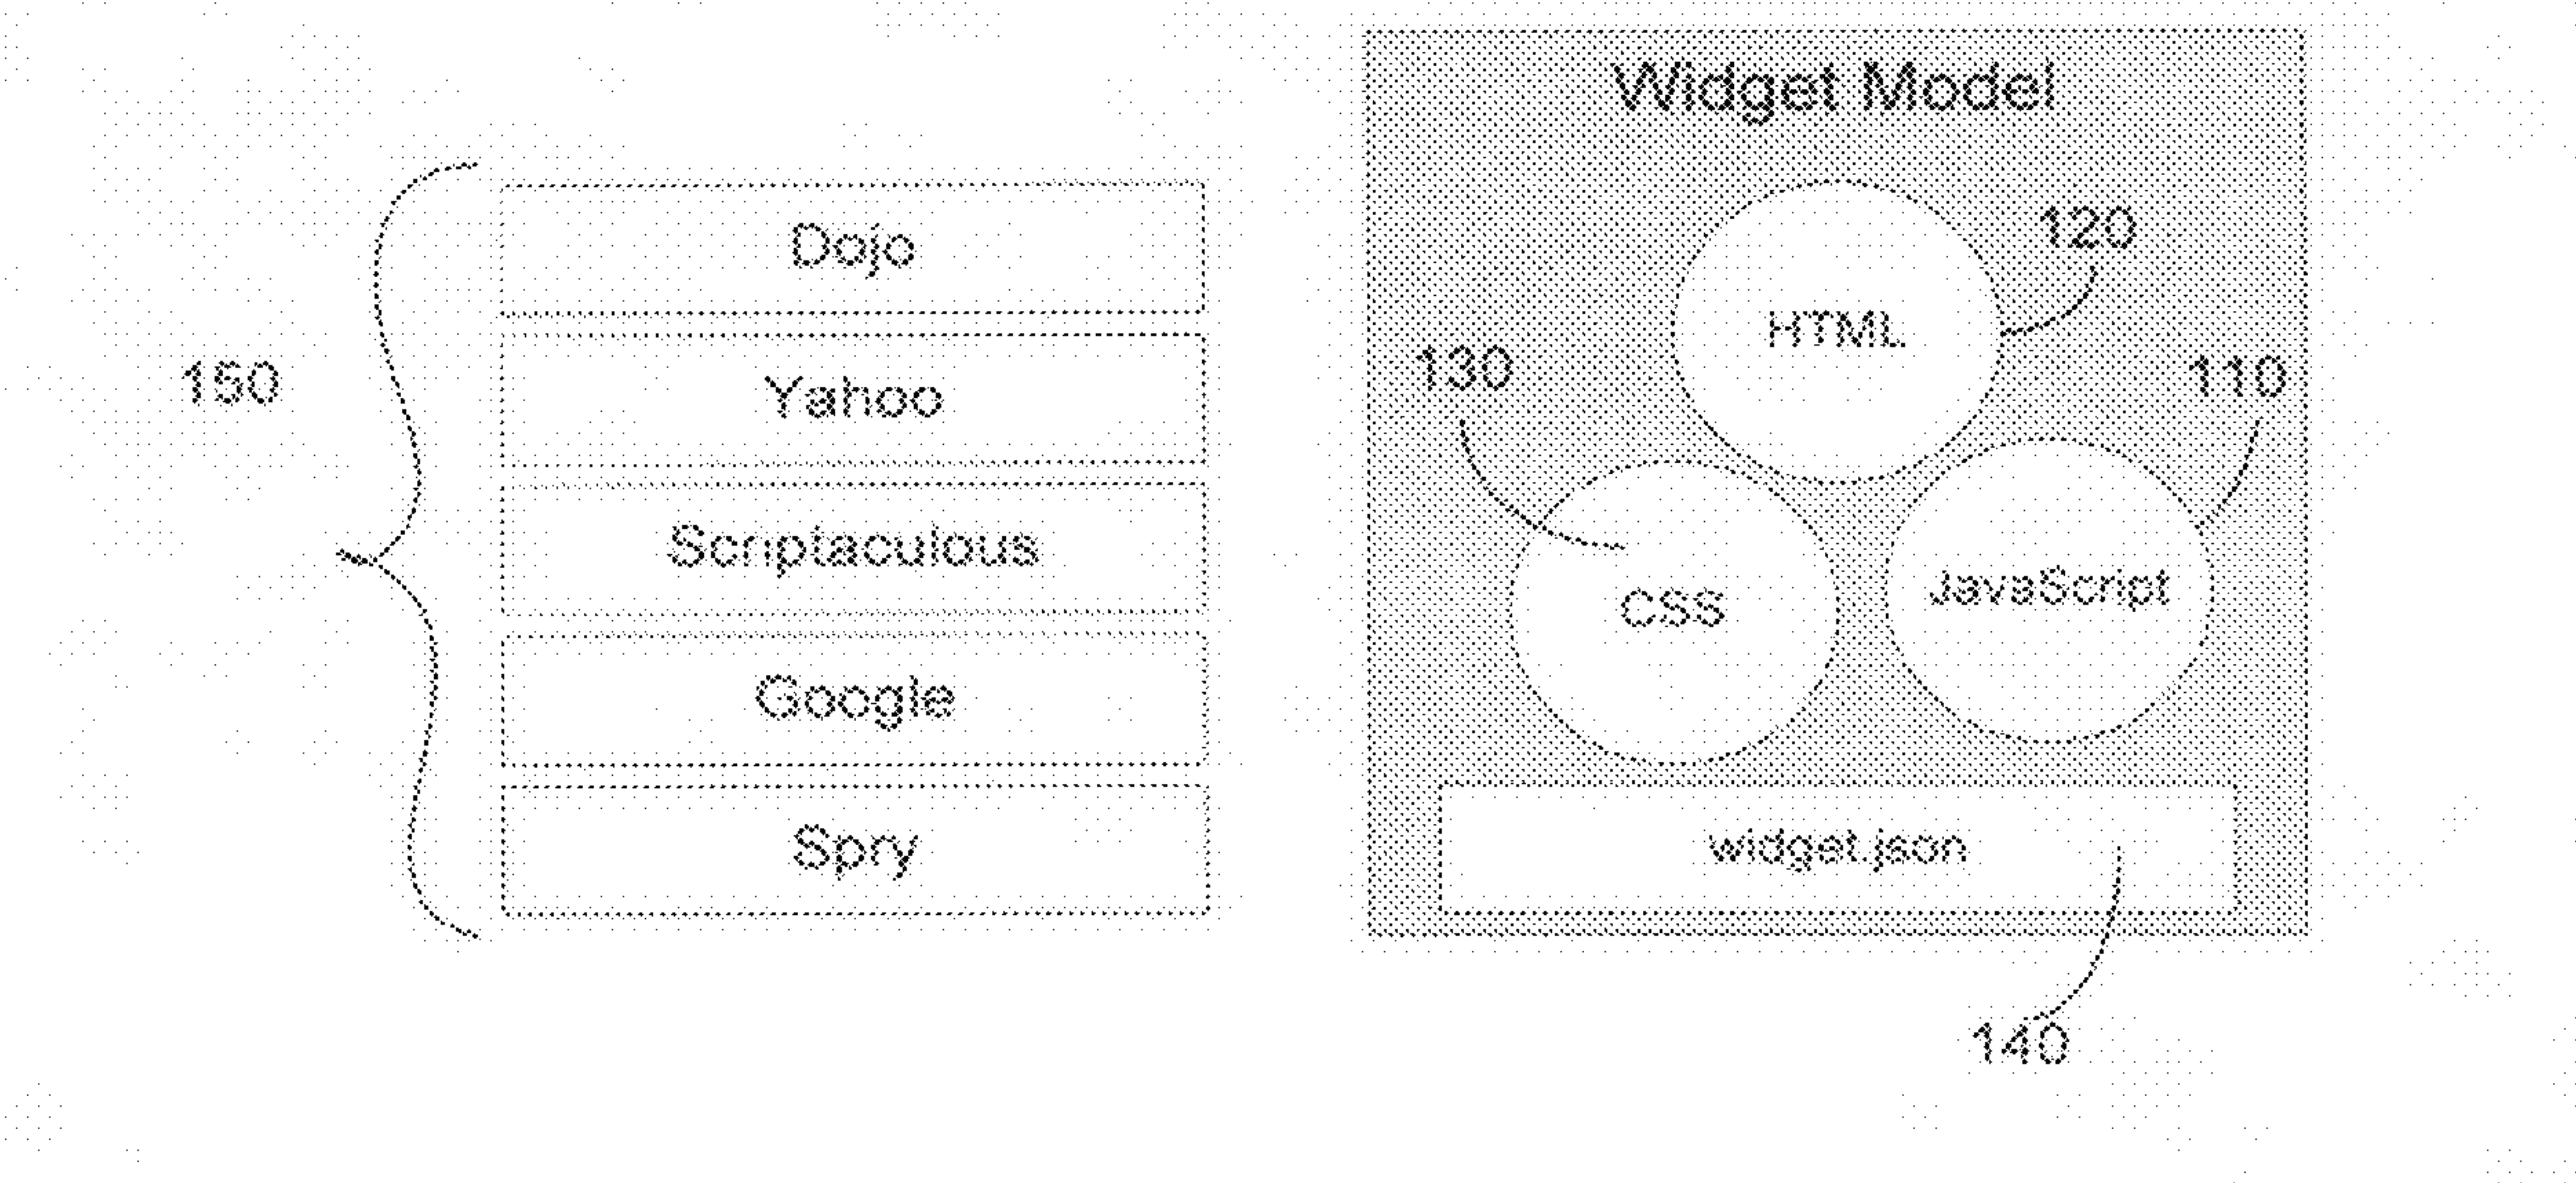 150
Dojo
Yahoo
Scriptaculous
Google
Spry
Widget Model
120
HTML
130
110
CSS
JavaScript
widget.json
140